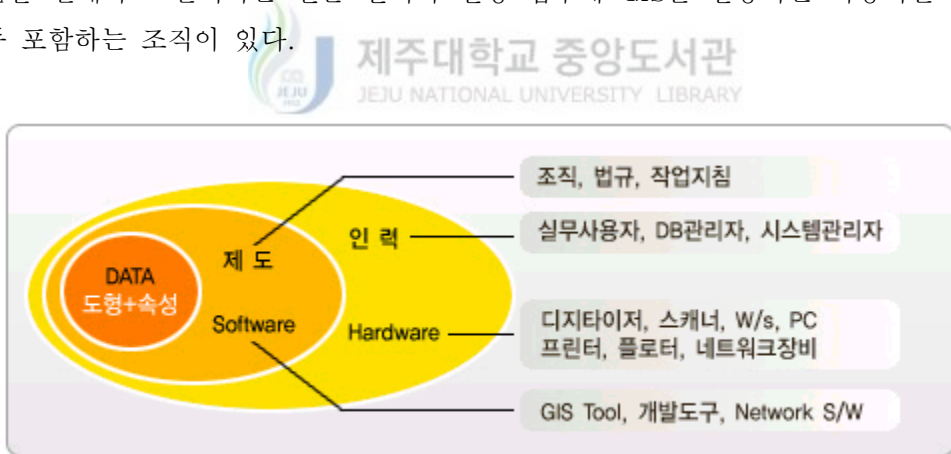 포함하는 조직이 있다.
제주대학교 중앙도서관
JEJU NATIONAL UNIVERSITY LIBRARY
JEJU
1952
조직, 법규, 작업지침
인 력
실무사용자, DB관리자, 시스템관리자
제 도
DATA
도형+속성
Software
Hardware
디지타이저, 스캐너, W/s, PC
프린터, 플로터, 네트워크장비
GIS Tool, 개발도구, Network S/W